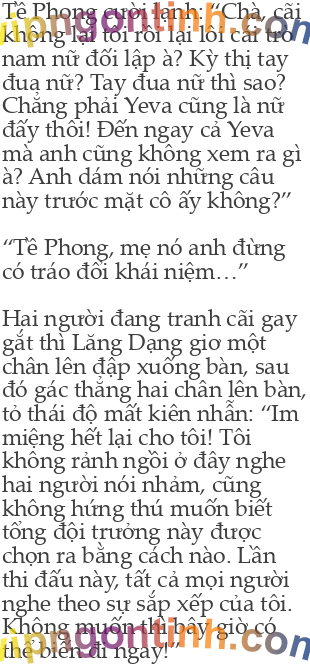 Tề Phong cười lạnh: “Chà, cãi
không lại tôi rồi lại lôi cái trò
nam nữ đối lập à? Kỳ thị tay
đua nữ? Tay đua nữ thì sao?
Chẳng phải Yeva cũng là nữ
đấy thôi! Đến ngay cả Yeva
mà anh cũng không xem ra gì
à? Anh dám nói những câu
này trước mặt cô ấy không?”
“Tề Phong, mẹ nó anh đừng
có tráo đổi khái niệm…”
Hai người đang tranh cãi gay
gắt thì Lăng Dạng giơ một
chân lên đập xuống bàn, sau
đó gác thẳng hai chân lên bàn,
tỏ thái độ mất kiên nhẫn: “Im
miệng hết lại cho tôi! Tôi
không rảnh ngồi ở đây nghe
hai người nói nhảm, cũng
không hứng thú muốn biết
tổng đội trưởng này được
chọn ra bằng cách nào. Lần
thi đấu này, tất cả mọi người
nghe theo sự sắp xếp của tôi.
Không muốn thì bây giờ có
thể biến đi ngay!”
vipngontinh.com
vipngontinh.com